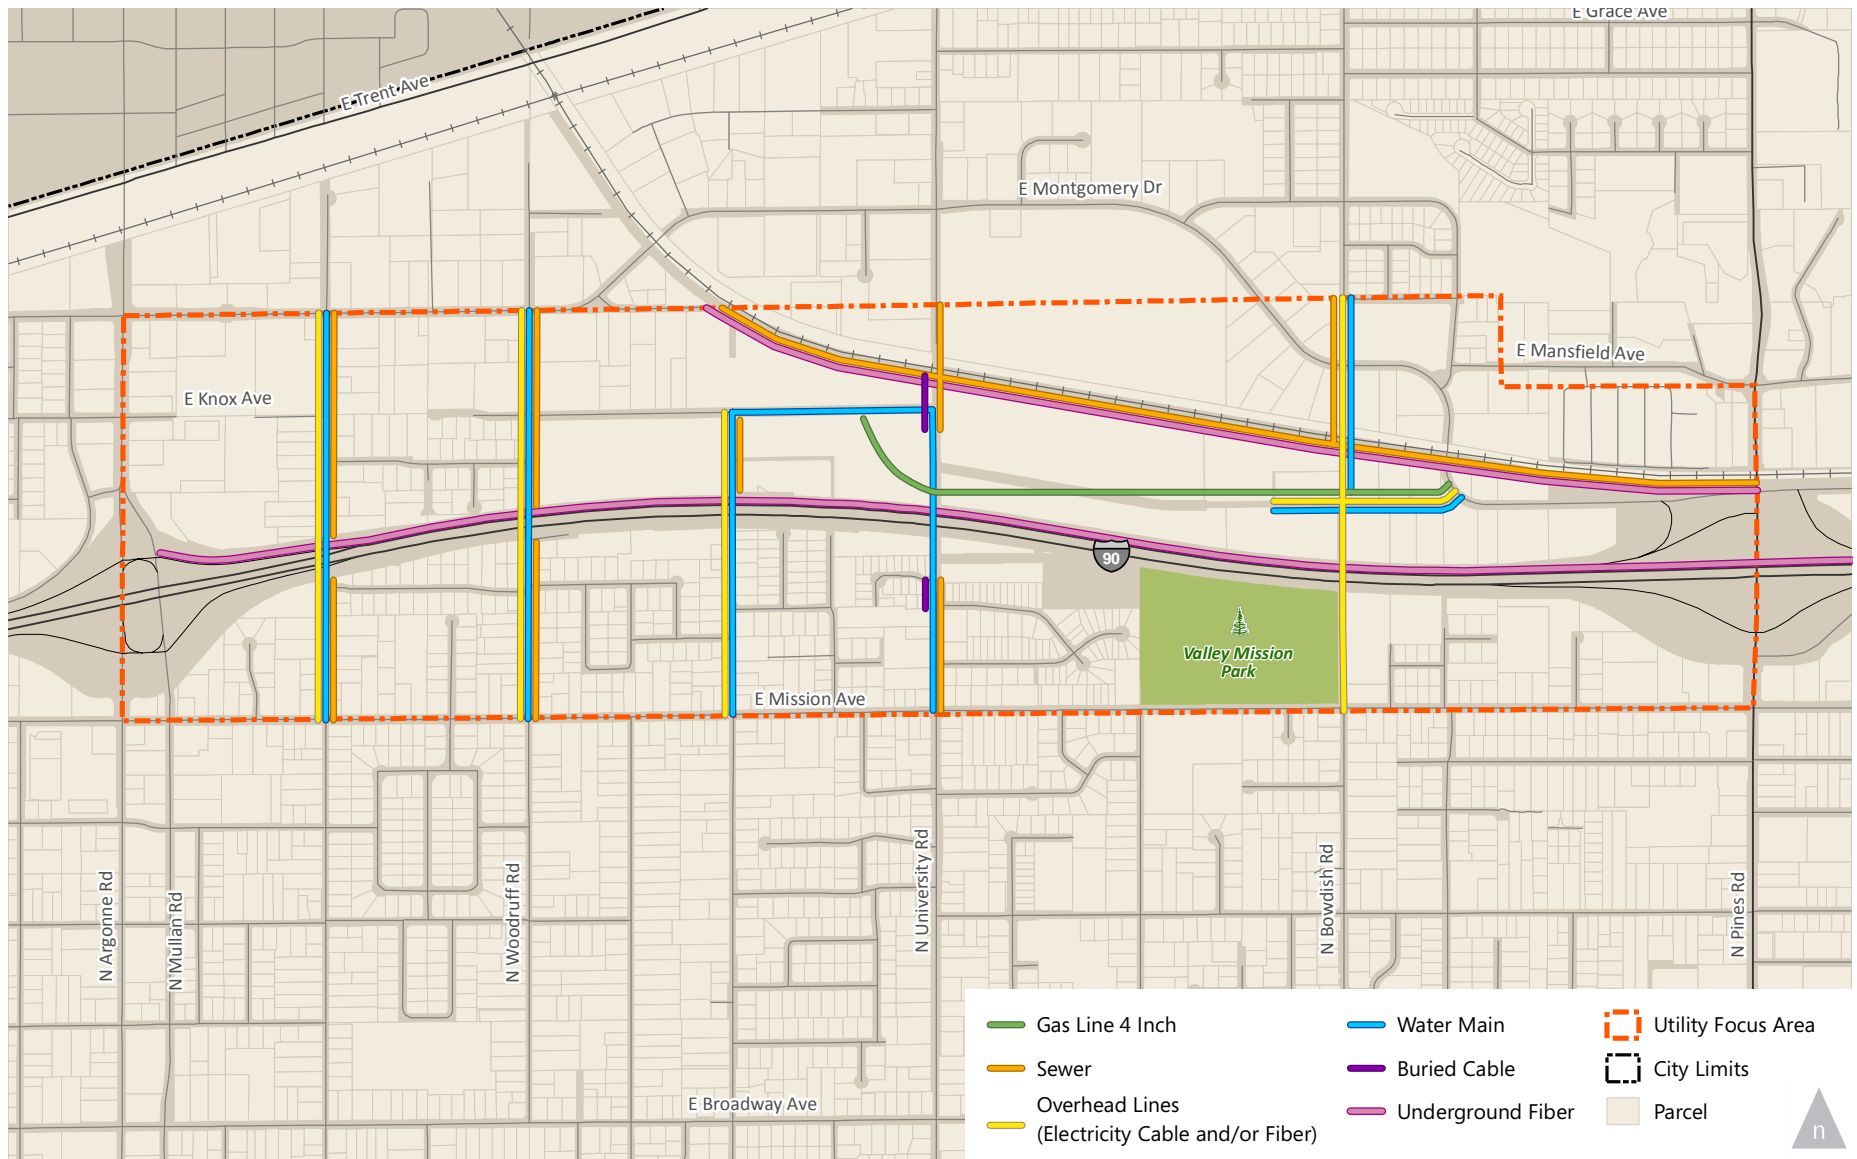 E Grace Ave
E Trent Ave
E Montgomery Dr
E Mansfield Ave
E Knox Ave
90
Valley Mission
Park
E Mission Ave
N Argonne Rd
N Mullan Rd
N Woodruff Rd
N University Rd
N Bowdish Rd
N Pines Rd
E Broadway Ave
Gas Line 4 Inch
Sewer
Overhead Lines
(Electricity Cable and/or Fiber)
Water Main
Buried Cable
Underground Fiber
Utility Focus Area
City Limits
Parcel
n